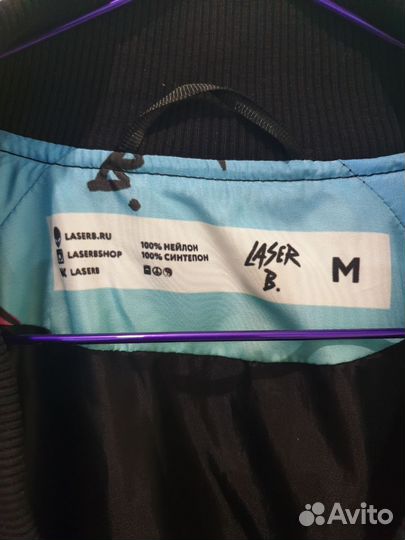 B.
LASERB.RU
LASERBSHOP
LASERB
100% НЕЙЛОН
100% СИНТЕПОН
LASER
B.
M
Avito